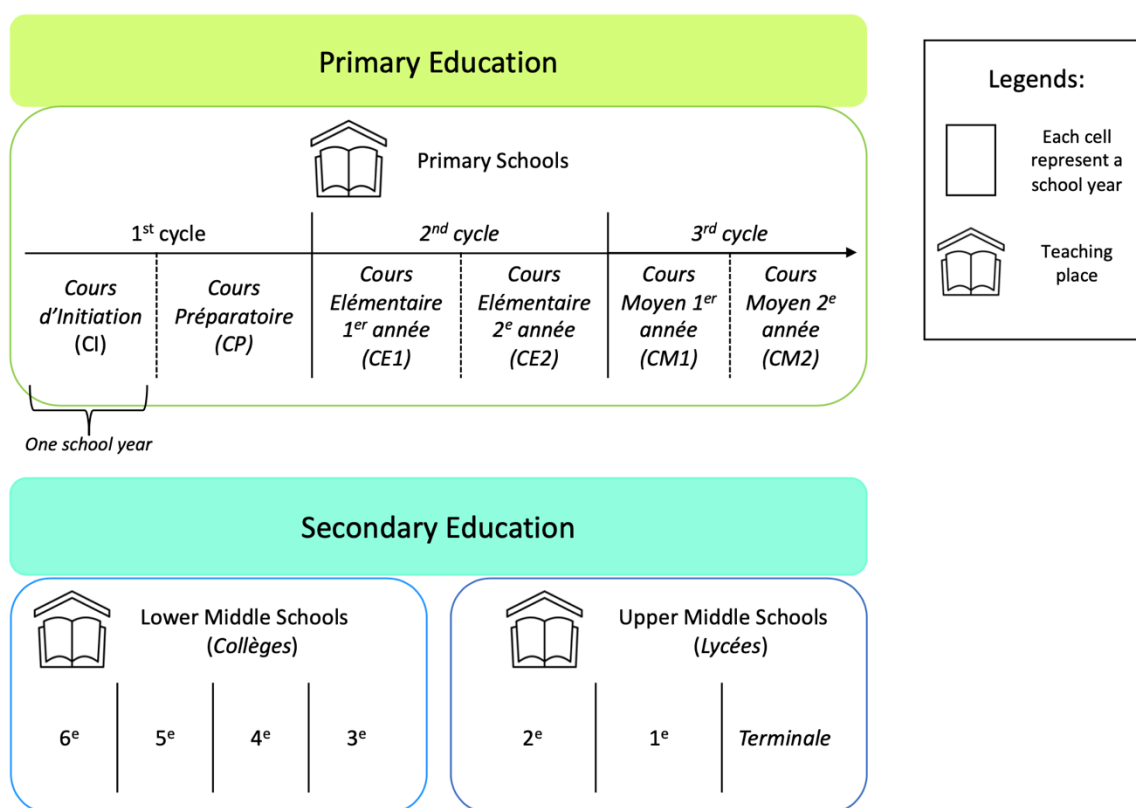 Primary Education
Primary Schools
1st cycle
2nd cycle
3rd cycle
Cours
d'Initiation
(CI)
Cours
Préparatoire
(CP)
Cours
Elémentaire
1er année
(CE1)
Cours
Elémentaire
2e année
(CE2)
Cours
Moyen 1er
année
(CM1)
Cours
Moyen 2e
année
(CM2)
One school year
Legends:
Each cell
represent a
school year
Teaching
place
Secondary Education
Lower Middle Schools
(Collèges)
6e
5e
4e
3e
Upper Middle Schools
(Lycées)
2e
1e
Terminale